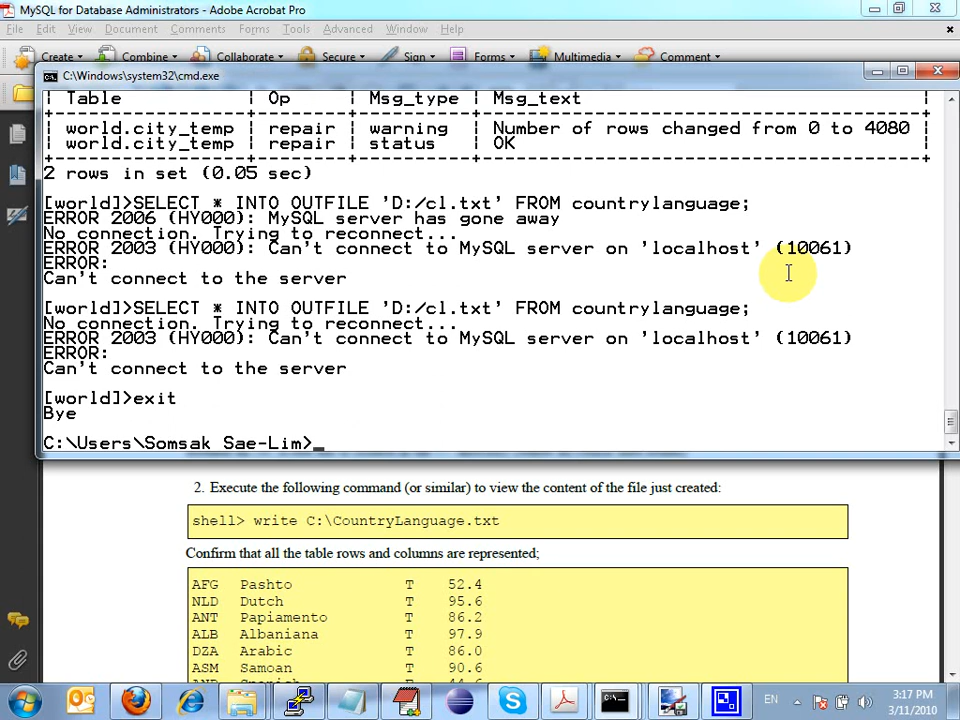 MySQL for Database Administrators - Adobe Acrobat Pro
File Edit View Document Comments Forms Tools Advanced Window Help
Create Combine Collaborate Secure Sign Forms Multimedia Comment
C:\Windows\system32\cmd.exe
| Table | Op | Msg_type | Msg_text |
| world.city_temp | repair | warning | Number of rows changed from 0 to 4080 |
| world.city_temp | repair | status | OK |
2 rows in set (0.05 sec)
[world]>SELECT * INTO OUTFILE 'D:/cl.txt' FROM countrylanguage;
ERROR 2006 (HY000): MySQL server has gone away
No connection. Trying to reconnect...
ERROR 2003 (HY000): Can't connect to MySQL server on 'localhost' (10061)
ERROR:
Can't connect to the server
[world]>SELECT * INTO OUTFILE 'D:/cl.txt' FROM countrylanguage;
No connection. Trying to reconnect...
ERROR 2003 (HY000): Can't connect to MySQL server on 'localhost' (10061)
ERROR:
Can't connect to the server
[world]>exit
Bye
C:\Users\Somsak Sae-Lim>_
2. Execute the following command (or similar) to view the content of the file just created:
shell> write C:\CountryLanguage.txt
Confirm that all the table rows and columns are represented;
AFG Pashto T 52.4
NLD Dutch T 95.6
ANT Papiamento T 86.2
ALB Albaniana T 97.9
DZA Arabic T 86.0
ASM Samoan T 90.6
EN
3:17 PM
3/11/2010